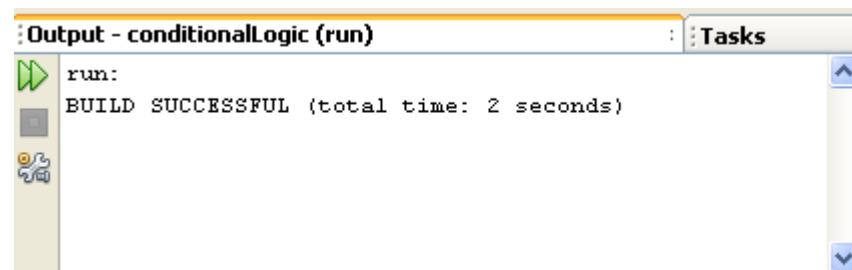 Output - conditionalLogic (run)
Tasks
run:
BUILD SUCCESSFUL (total time: 2 seconds)